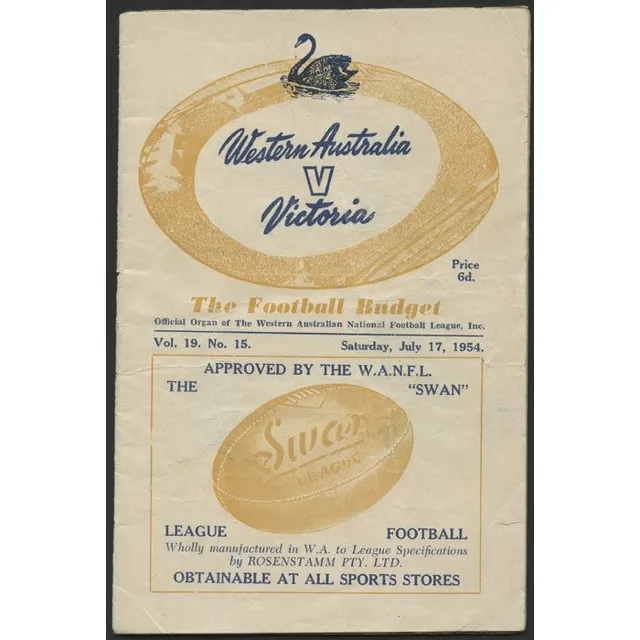 Western Australia
V
Victoria
Price
6d.
The Football Budget
Official Organ of The Western Australian National Football League, Inc.
Vol. 19. No. 15. Saturday, July 17, 1954.
APPROVED BY THE W.A.N.F.L.
THE "SWAN"
Swan
LEAGUE
LEAGUE FOOTBALL
Wholly manufactured in W.A. to League Specifications
by ROSENSTAMM PTY. LTD.
OBTAINABLE AT ALL SPORTS STORES